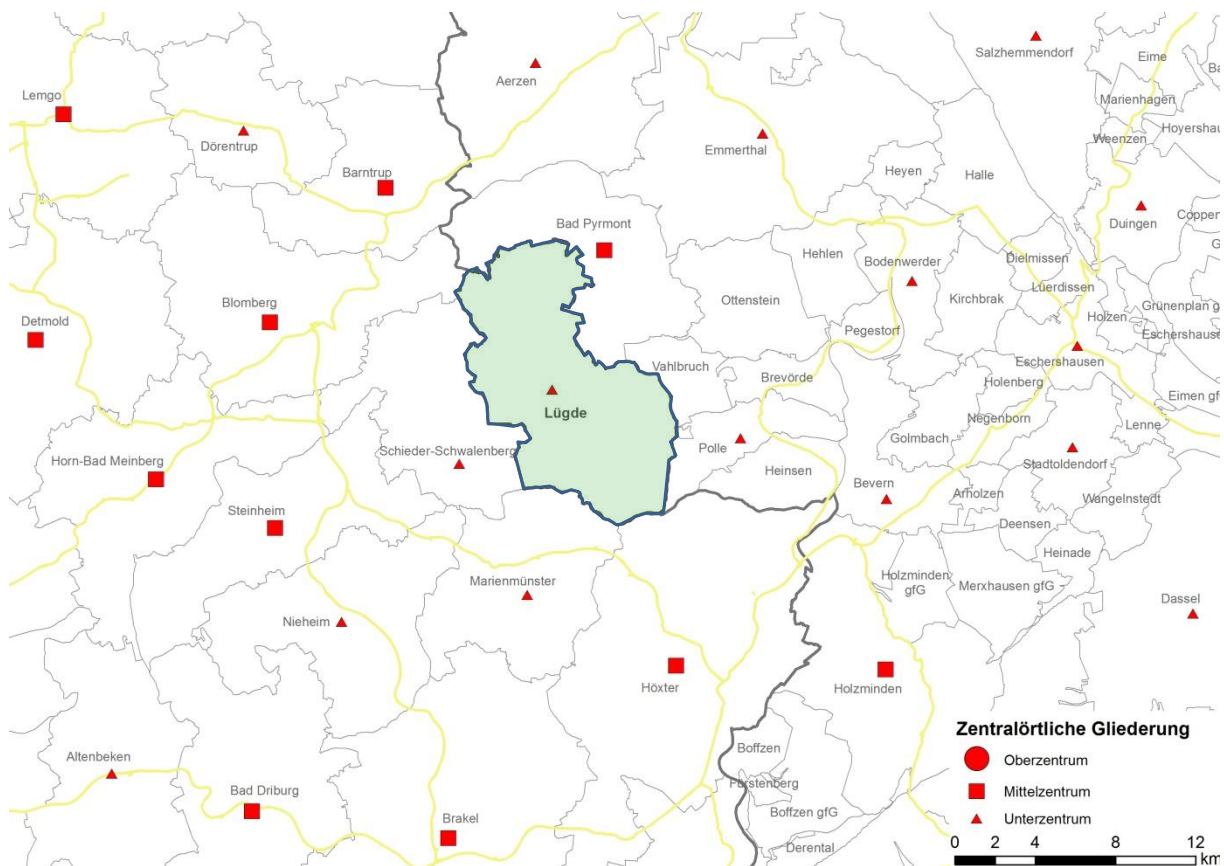 Salzhemmendorf
Eime
Aerzen
Ba
Lemgo
Marienhagen
Hoyershau
Weenzen
Dörentrup
Emmerthal
Barntrup
Heyen
Halle
Duingen
Coppen
Bad Pyrmont
G
Hehlen
Bodenwerder
Dielmissen
Lüerdissen
Blomberg
Ottenstein
Kirchbrak
Grünenplan ga
Holzen
Detmold
Pegestorf
Eschershause
Eschershausen
Vahlbruch
Brevörde
Holenberg
Eimen gf
Lügde
Negenborn
Lenne
Golmbach
Schieder-Schwalenberg
Polle
Horn-Bad Meinberg
Heinsen
Stadtoldendorf
Bevern
Arholzen
Wangelnstedt
Steinheim
Deensen
Heinade
Marienmünster
Holzminden
gfG
Merxhausen gfG
Dassel
Nieheim
Höxter
Holzminden
Zentralörtliche Gliederung
Boffzen
Altenbeken
Oberzentrum
Fürstenberg
Bad Driburg
Mittelzentrum
Boffzen gfG
Brakel
Unterzentrum
Derental
0 2 4 8 12
km